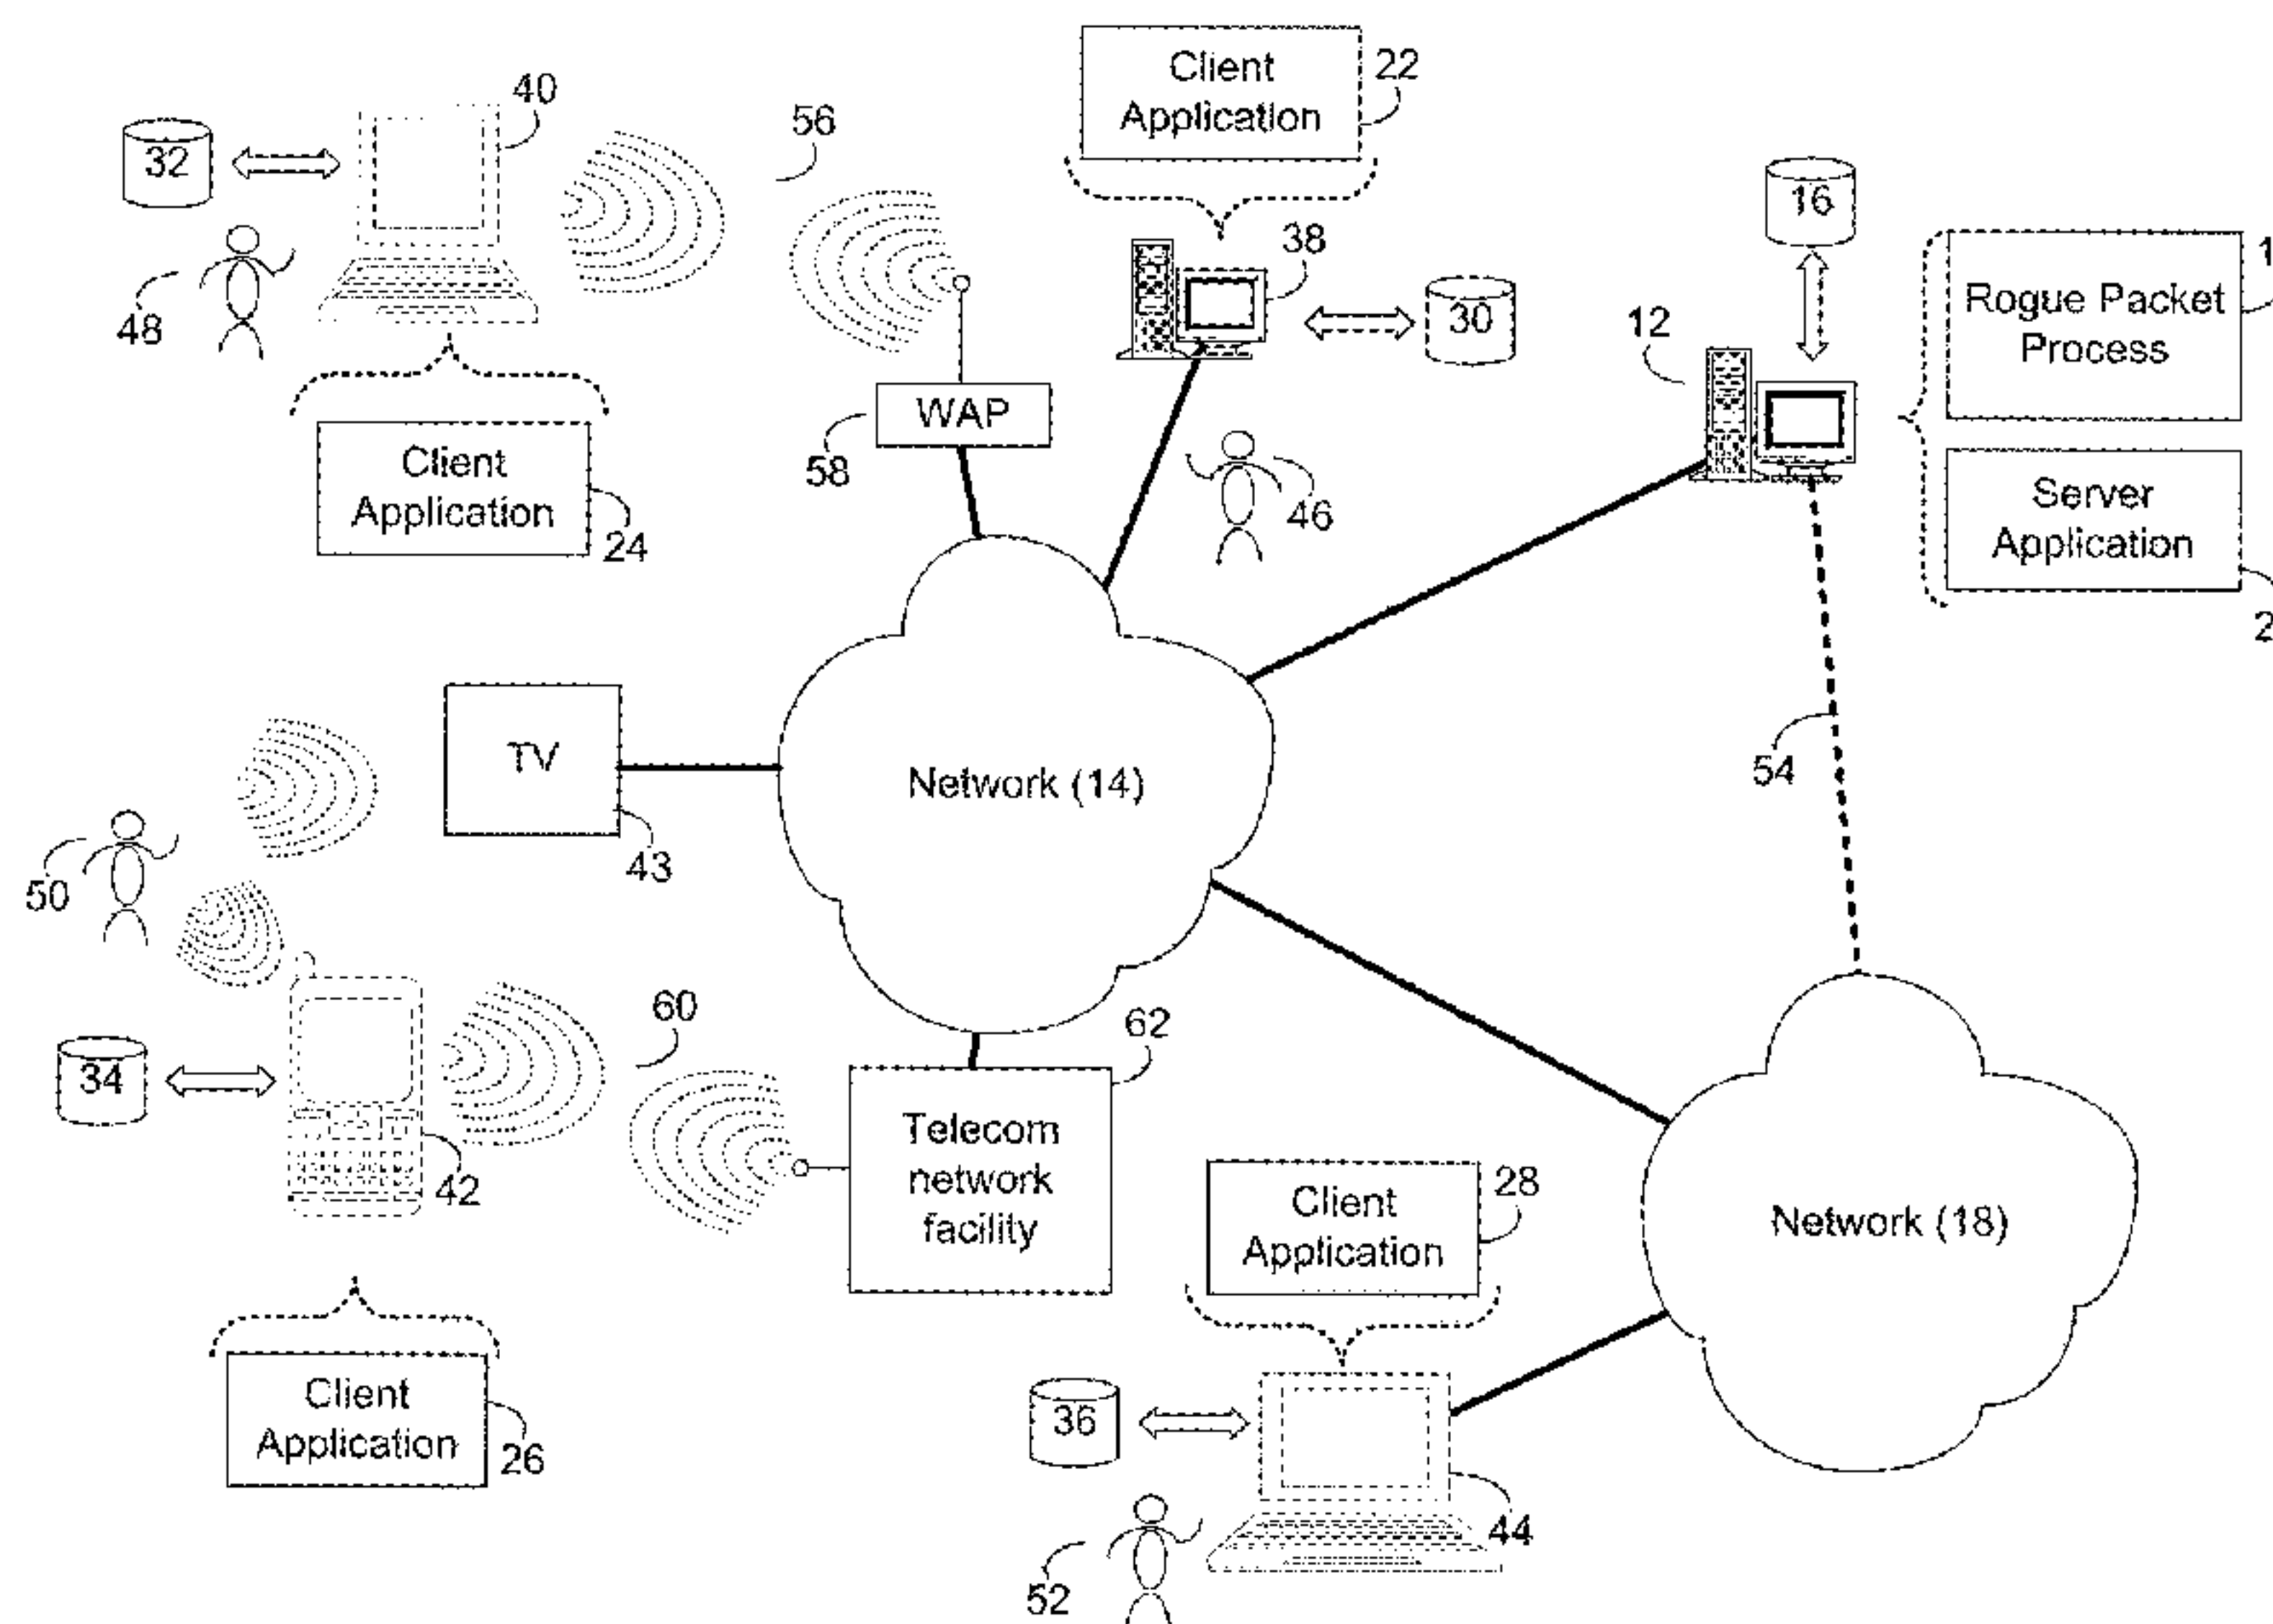 Client
Application
22
40
56
32
16
38
30
12
Rogue Packet
Process
1
48
WAP
58
46
Client
Application
24
Server
Application
2
TV
43
Network (14)
54
50
60
62
34
42
Telecom
network
facility
Client
Application
28
Network (18)
Client
Application
26
36
44
52